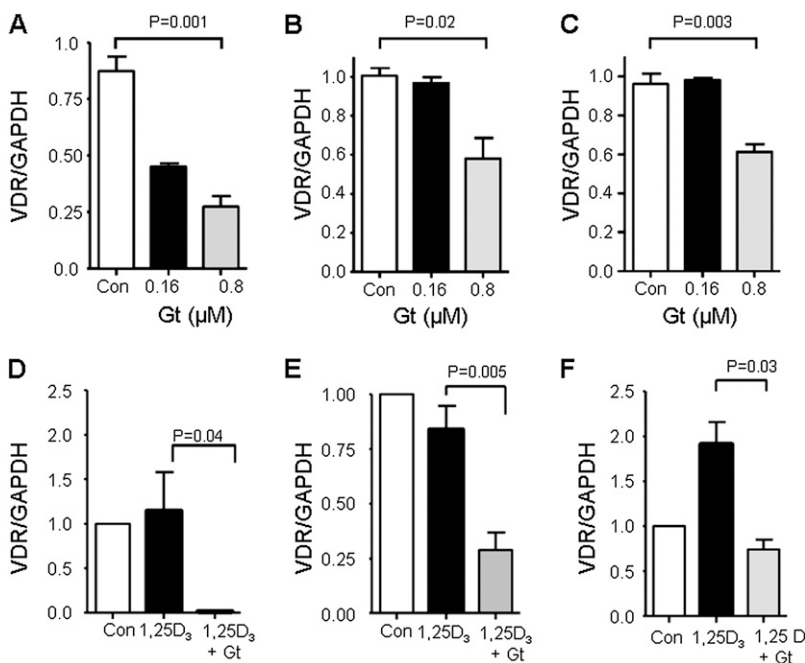 A
P=0.001
VDR/GAPDH
1.0
0.75
0.50
0.25
0.0
Con 0.16 0.8
Gt (µM)
B
P=0.02
VDR/GAPDH
1.0
0.8
0.6
0.4
0.2
0.0
Con 0.16 0.8
Gt (µM)
C
P=0.003
VDR/GAPDH
1.0
0.8
0.6
0.4
0.2
0.0
Con 0.16 0.8
Gt (µM)
D
P=0.04
VDR/GAPDH
2.5
2.0
1.5
1.0
0.5
0.0
Con 1,25D₃ 1,25D₃
+ Gt
E
P=0.005
VDR/GAPDH
1.00
0.75
0.50
0.25
0.00
Con 1,25D₃ 1,25D₃
+ Gt
F
P=0.03
VDR/GAPDH
2.5
2.0
1.5
1.0
0.5
0.0
Con 1,25D₃ 1,25 D
+ Gt